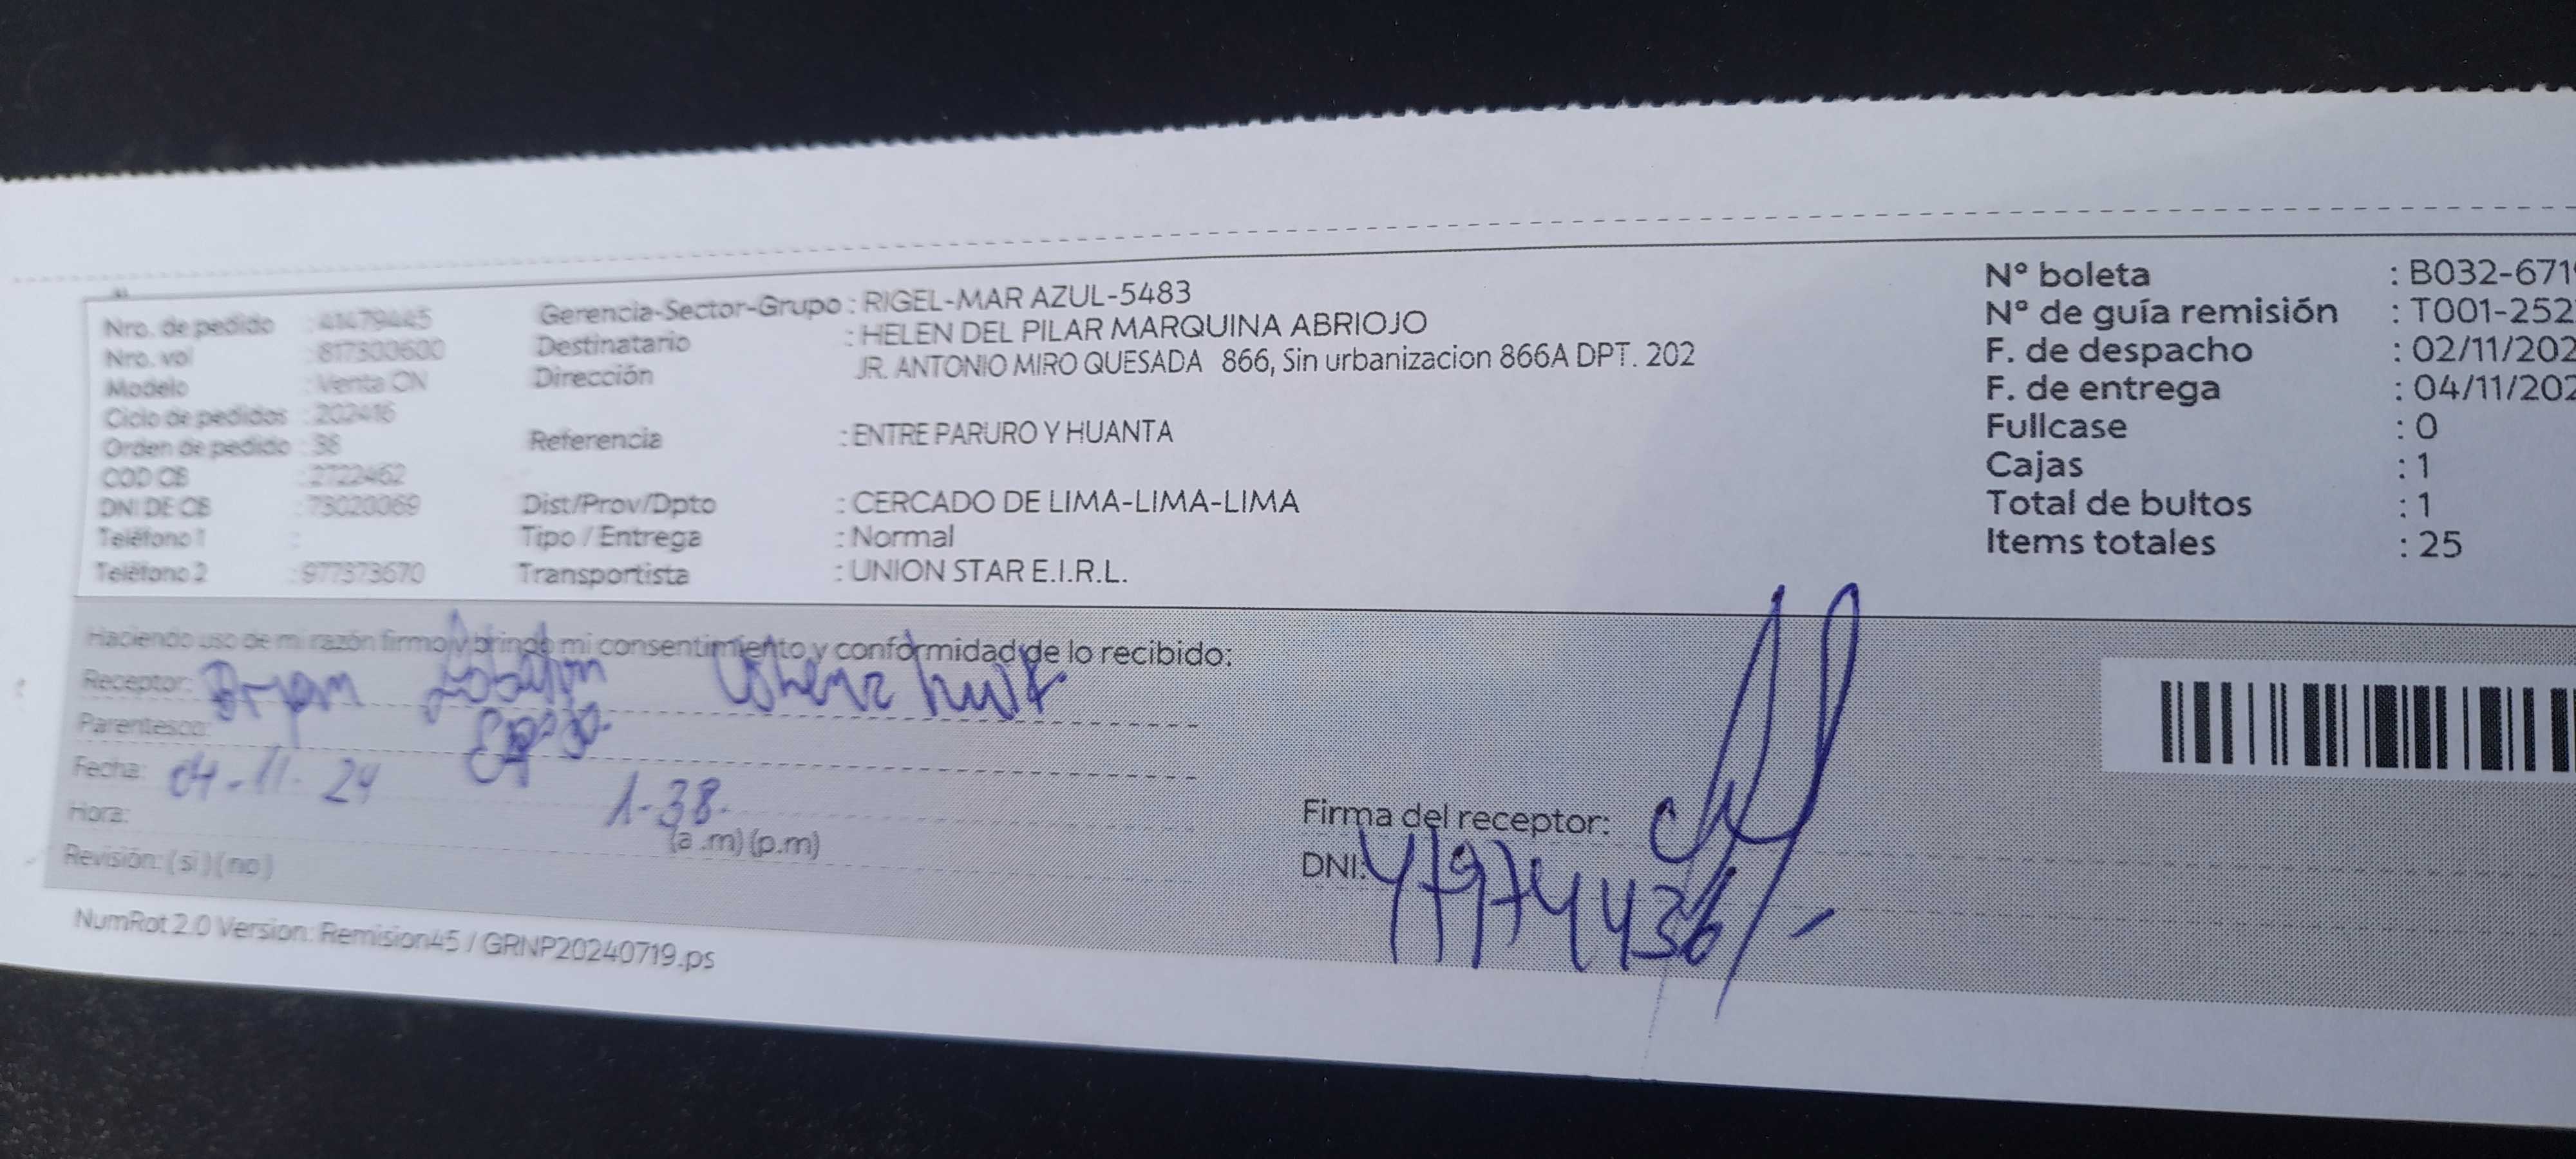 Nro. de pedido : 41479445
Nro. vol : 817300600
Modelo : Venta CN
Ciclo de pedidos : 202416
Orden de pedido : 38
COD CB : 2722462
DNI DE CB : 73020069
Teléfono 1 :
Teléfono 2 : 977373670
Gerencia-Sector-Grupo : RIGEL-MAR AZUL-5483
Destinatario : HELEN DEL PILAR MARQUINA ABRIOJO
Dirección JR. ANTONIO MIRO QUESADA 866, Sin urbanizacion 866A DPT. 202
Referencia : ENTRE PARURO Y HUANTA
Dist/Prov/Dpto : CERCADO DE LIMA-LIMA-LIMA
Tipo / Entrega : Normal
Transportista : UNION STAR E.I.R.L.
N° boleta : B032-671
N° de guía remisión : T001-252
F. de despacho : 02/11/202
F. de entrega : 04/11/202
Fullcase : 0
Cajas : 1
Total de bultos : 1
Items totales : 25
Haciendo uso de mi razón firmo y brindo mi consentimiento y conformidad de lo recibido:
Receptor: Bryan
Parentesco:
Fecha: 04-11-24
Hora: 1-38-
(a .m) (p.m)
Revisión: ( si ) ( no )
Firma del receptor:
DNI: 47974436
NumRot 2.0 Version: Remision45 / GRNP20240719.ps